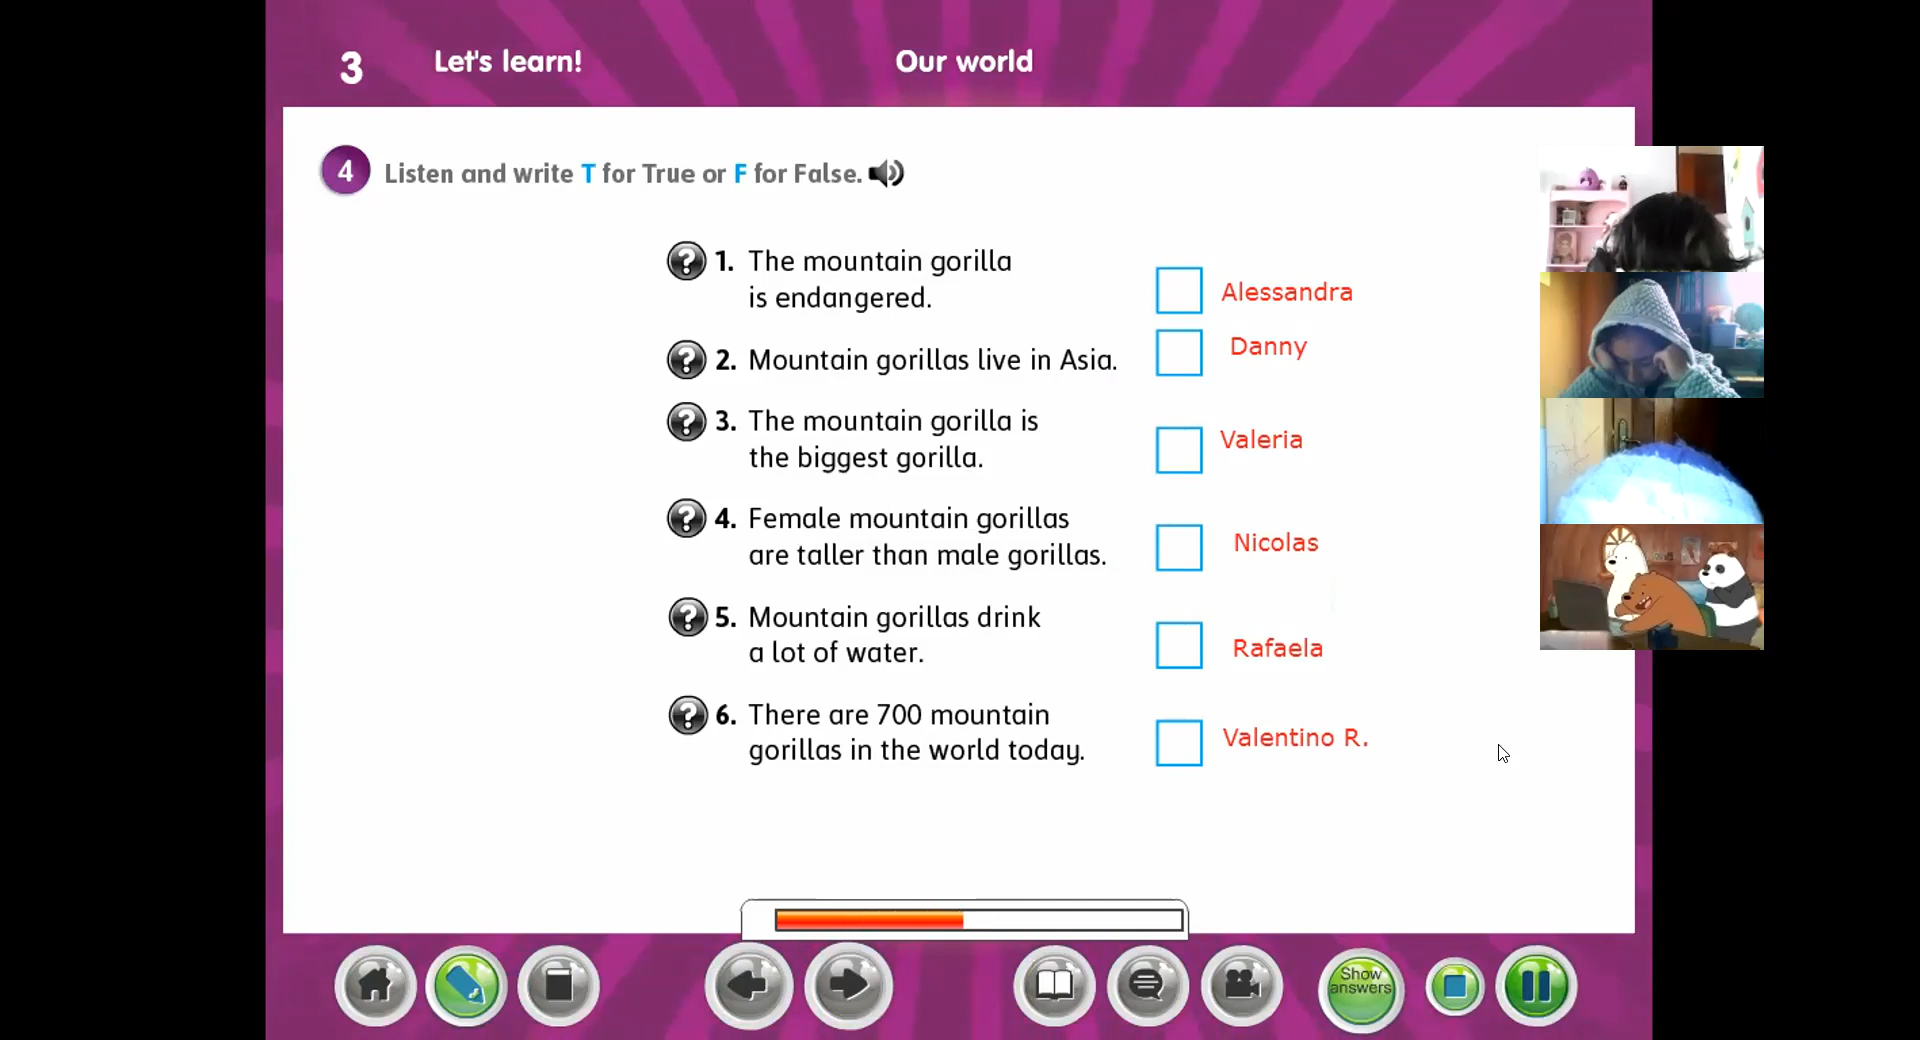 3 Let's learn! Our world
4 Listen and write T for True or F for False.
1. The mountain gorilla
is endangered.
Alessandra
2. Mountain gorillas live in Asia.
Danny
3. The mountain gorilla is
the biggest gorilla.
Valeria
4. Female mountain gorillas
are taller than male gorillas.
Nicolas
5. Mountain gorillas drink
a lot of water.
Rafaela
6. There are 700 mountain
gorillas in the world today.
Valentino R.
Show
answers